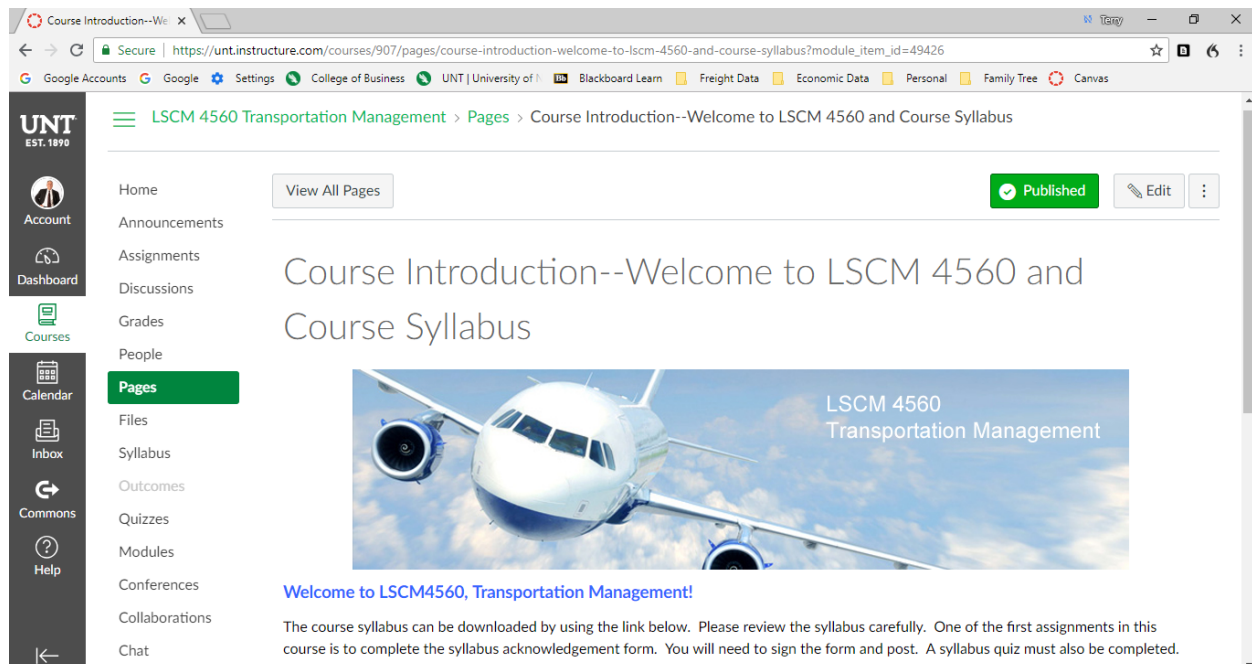 Course Introduction--We
Terry
Secure | https://unt.instructure.com/courses/907/pages/course-introduction-welcome-to-lscm-4560-and-course-syllabus?module_item_id=49426
Google Accounts Google Settings College of Business UNT | University of N Bb Blackboard Learn Freight Data Economic Data Personal Family Tree Canvas
UNT
EST. 1890
LSCM 4560 Transportation Management > Pages > Course Introduction--Welcome to LSCM 4560 and Course Syllabus
Account
Dashboard
Courses
Calendar
Inbox
Commons
Help
Home
Announcements
Assignments
Discussions
Grades
People
Pages
Files
Syllabus
Outcomes
Quizzes
Modules
Conferences
Collaborations
Chat
View All Pages
Published
Edit
Course Introduction--Welcome to LSCM 4560 and
Course Syllabus
LSCM 4560
Transportation Management
Welcome to LSCM4560, Transportation Management!
The course syllabus can be downloaded by using the link below. Please review the syllabus carefully. One of the first assignments in this
course is to complete the syllabus acknowledgement form. You will need to sign the form and post. A syllabus quiz must also be completed.